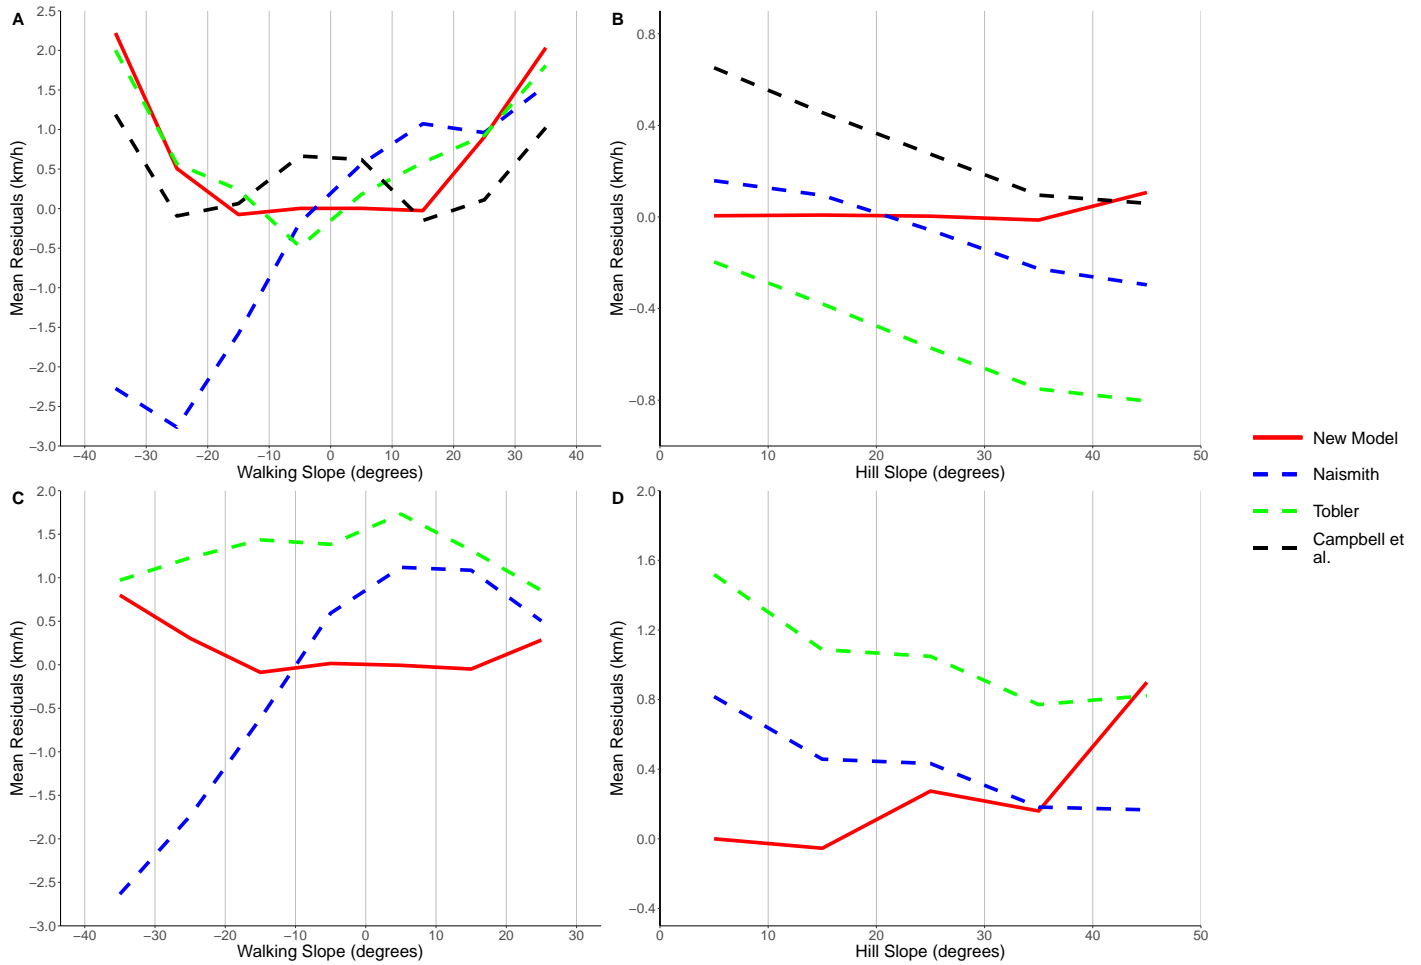 A
2.5
2.0
1.5
1.0
0.5
0.0
−0.5
−1.0
−1.5
−2.0
−2.5
−3.0
Mean Residuals (km/h)
−40 −30 −20 −10 0 10 20 30 40
Walking Slope (degrees)
B
0.8
0.4
0.0
−0.4
−0.8
Mean Residuals (km/h)
0 10 20 30 40 50
Hill Slope (degrees)
C
2.0
1.5
1.0
0.5
0.0
−0.5
−1.0
−1.5
−2.0
−2.5
−3.0
Mean Residuals (km/h)
−40 −30 −20 −10 0 10 20 30
Walking Slope (degrees)
D
2.0
1.6
1.2
0.8
0.4
0.0
−0.4
Mean Residuals (km/h)
0 10 20 30 40 50
Hill Slope (degrees)
New Model
Naismith
Tobler
Campbell et
al.